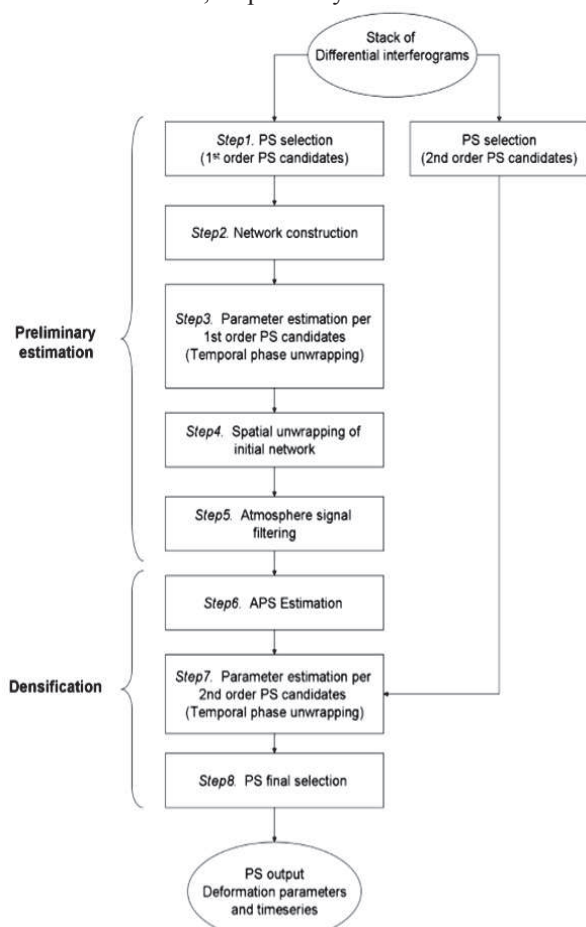 Stack of
Differential interferograms
Step1. PS selection
(1st order PS candidates)
PS selection
(2nd order PS candidates)
Step2. Network construction
Step3. Parameter estimation per
1st order PS candidates
(Temporal phase unwrapping)
Preliminary
estimation
Step4. Spatial unwrapping of
initial network
Step5. Atmosphere signal
filtering
Step6. APS Estimation
Densification
Step7. Parameter estimation per
2nd order PS candidates
(Temporal phase unwrapping)
Step8. PS final selection
PS output
Deformation parameters
and timeseries